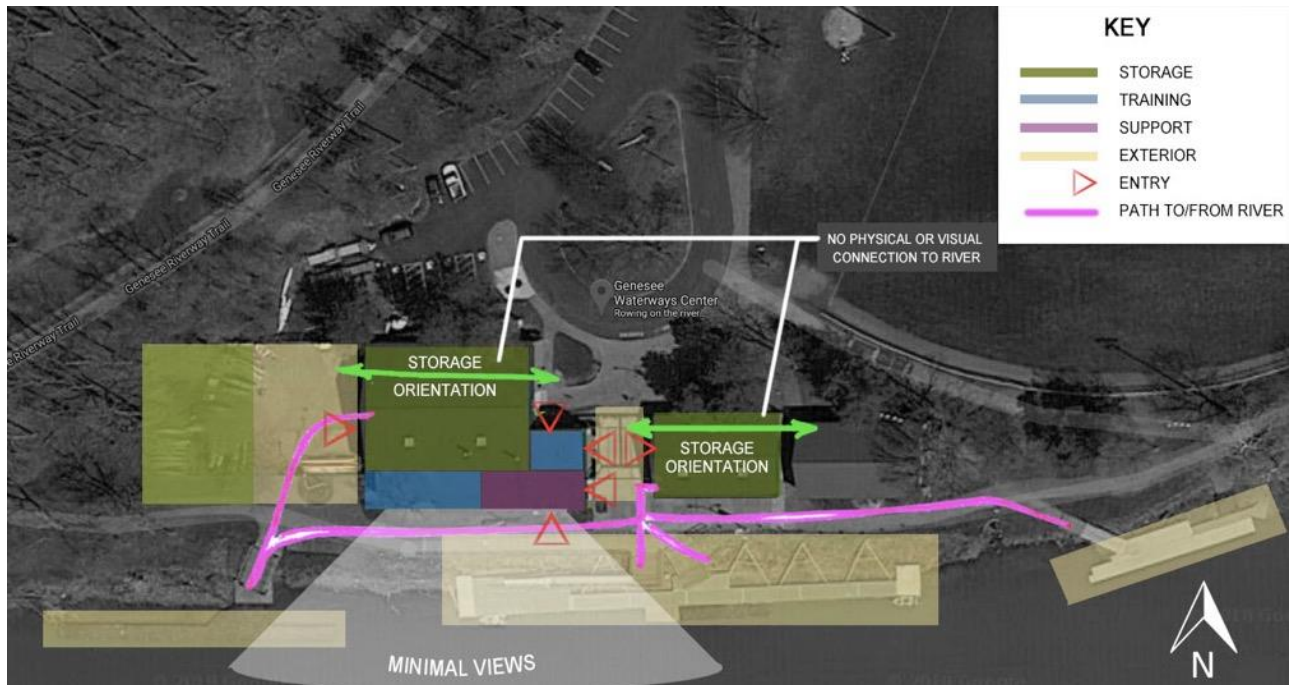 KEY
STORAGE
TRAINING
SUPPORT
EXTERIOR
ENTRY
PATH TO/FROM RIVER
Genesee Riverway Trail
Genesee Riverway Trail
Riverway Trail
NO PHYSICAL OR VISUAL
CONNECTION TO RIVER
Genesee
Waterways Center
Rowing on the river...
STORAGE
ORIENTATION
STORAGE
ORIENTATION
MINIMAL VIEWS
N